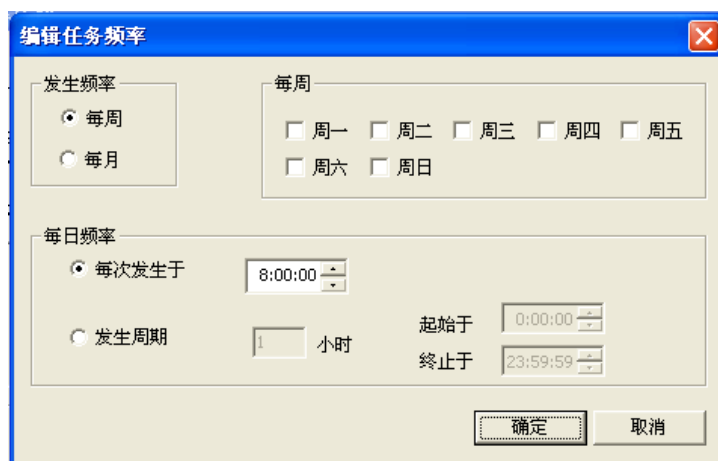 编辑任务频率
发生频率
每周
每月
每周
周一 周二 周三 周四 周五
周六 周日
每日频率
每次发生于 8:00:00
发生周期 1 小时
起始于 0:00:00
终止于 23:59:59
确定 取消